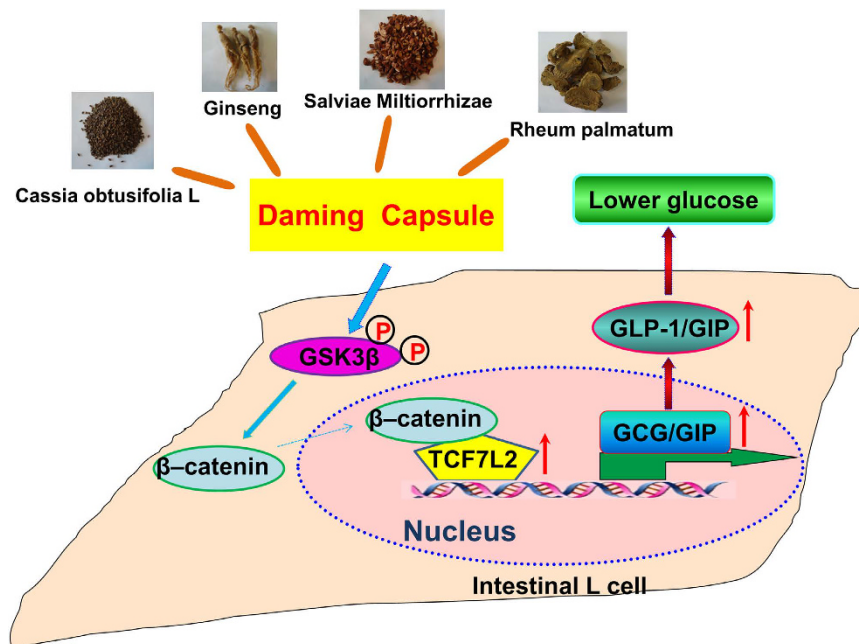 Ginseng
Salviae Miltiorrhizae
Rheum palmatum
Cassia obtusifolia L
Daming Capsule
Lower glucose
P
P
GSK3β
GLP-1/GIP
β–catenin
β–catenin
TCF7L2
GCG/GIP
Nucleus
Intestinal L cell